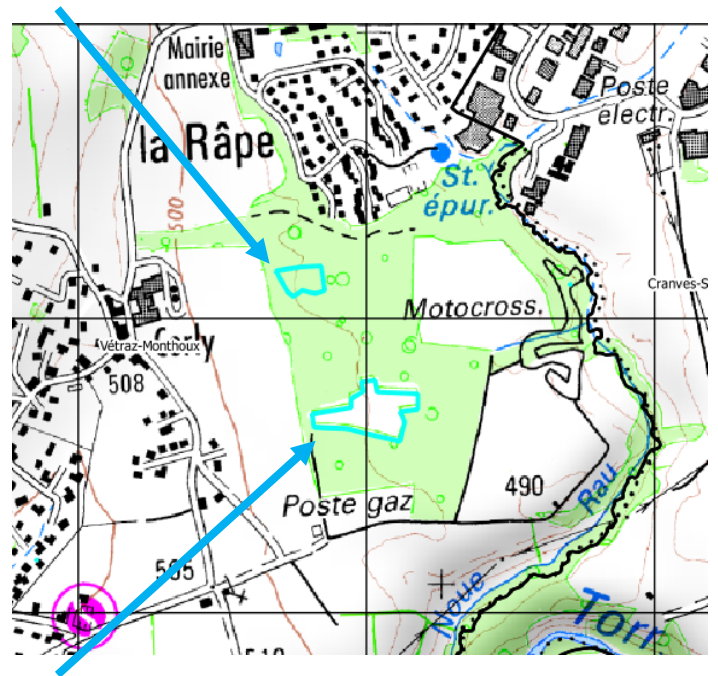 Mairie
annexe
Poste
electr.
la Râpe
500
St.
épur.
Cranves-S
Motocross.
Vétraz-Monthoux
508
490
Poste gaz
Rau
505
Noue
Torr.